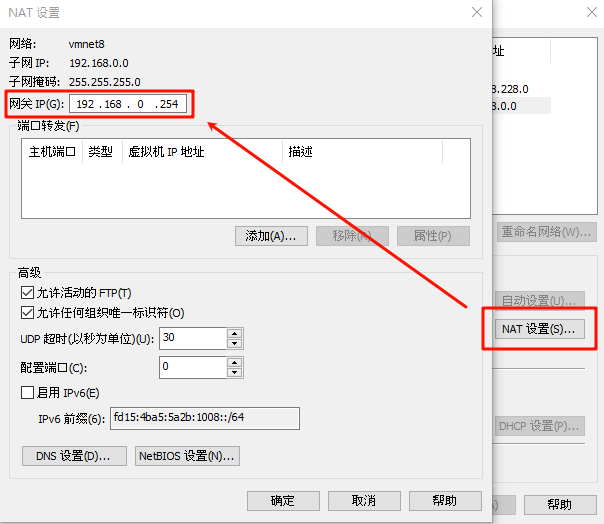 NAT 设置
网络: vmnet8
子网 IP: 192.168.0.0
子网掩码: 255.255.255.0
网关 IP(G): 192 . 168 . 0 . 254
端口转发(F)
主机端口 类型 虚拟机 IP 地址 描述
添加(A)... 移除(R) 属性(P)
高级
允许活动的 FTP(T)
允许任何组织唯一标识符(O)
UDP 超时(以秒为单位)(U): 30
配置端口(C): 0
启用 IPv6(E)
IPv6 前缀(6): fd15:4ba5:5a2b:1008::/64
DNS 设置(D)... NetBIOS 设置(N)...
确定 取消 帮助
址
8.228.0
8.0.0
重命名网络(W)...
自动设置(U)...
NAT 设置(S)...
DHCP 设置(P)...
帮助